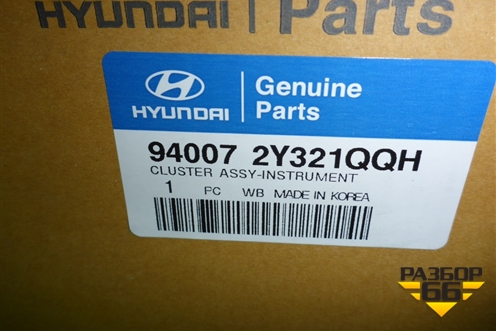 HYUNDAI Parts
HYUNDAI
Genuine
Parts
94007 2Y321QQH
CLUSTER ASSY-INSTRUMENT
1 PC WB MADE IN KOREA
РАЗБОР
66